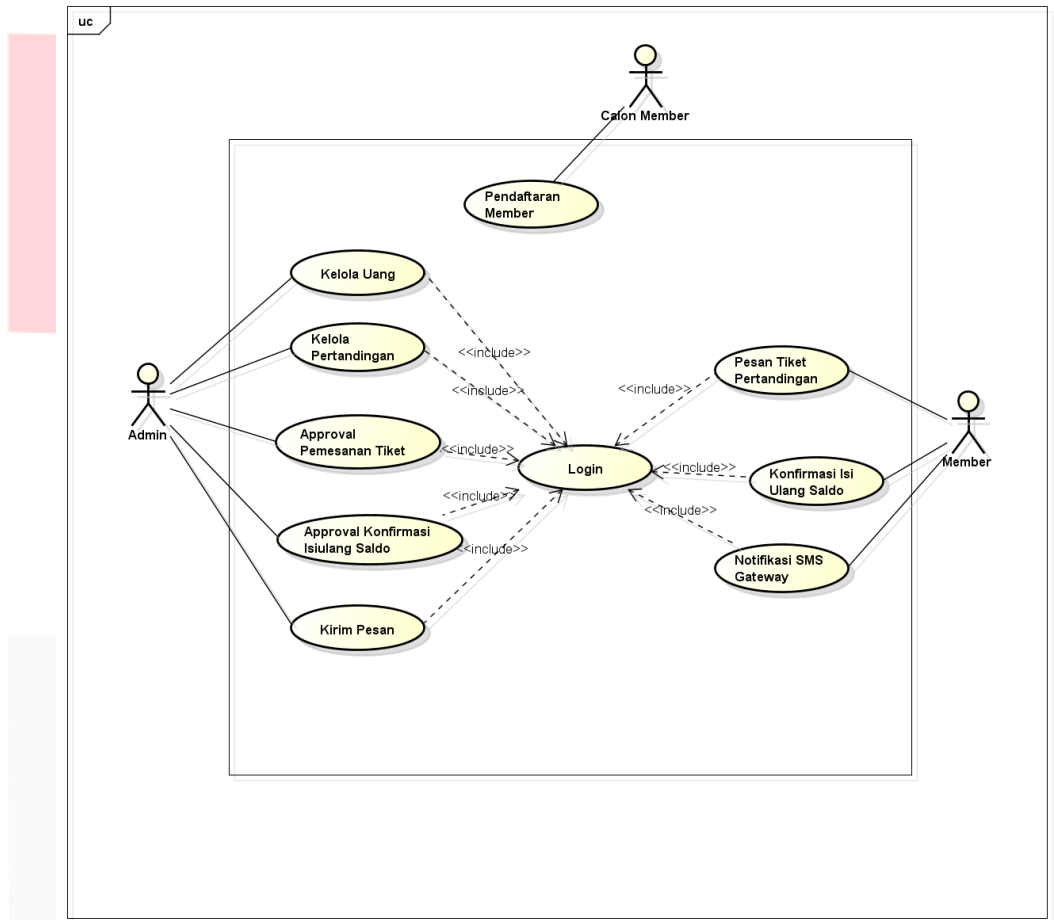 uc
Calon Member
Pendaftaran
Member
Kelola Uang
Kelola
Pertandingan
<<include>>
<<include>>
<<include>>
Pesan Tiket
Pertandingan
Admin
Approval
Pemesanan Tiket
<<include>>
Login
<<include>>
Konfirmasi Isi
Ulang Saldo
Member
<<include>>
<<include>>
Approval Konfirmasi
Isiulang Saldo
<<include>>
Notifikasi SMS
Gateway
Kirim Pesan